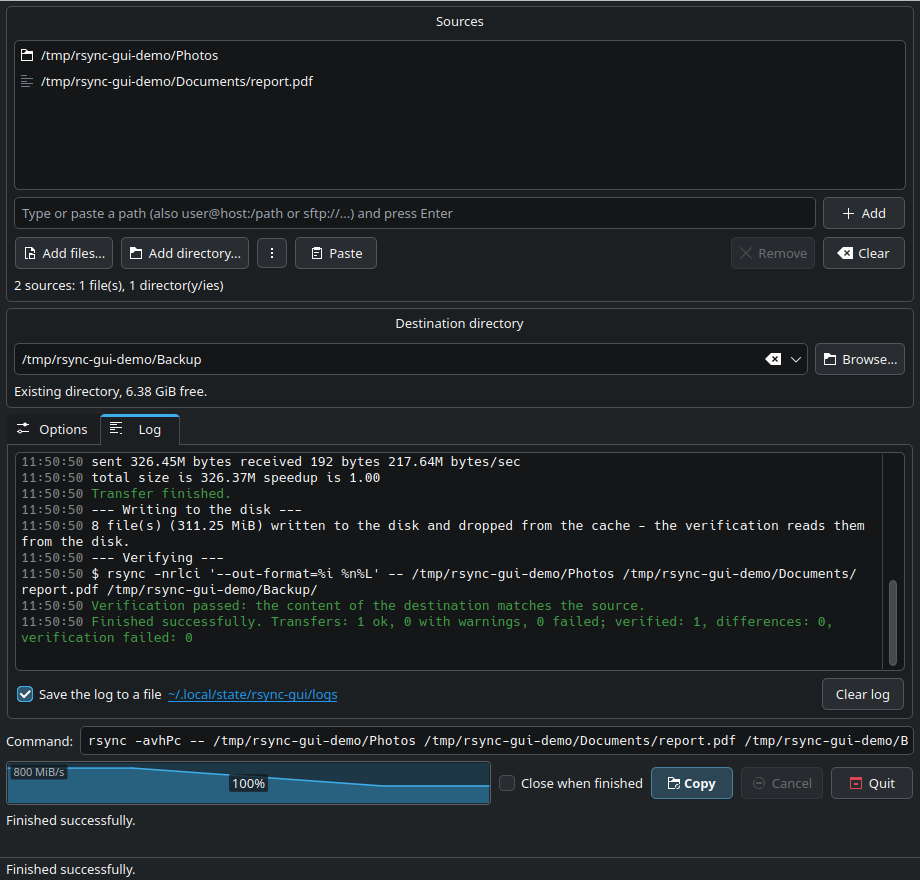 Sources
/tmp/rsync-gui-demo/Photos
/tmp/rsync-gui-demo/Documents/report.pdf
Type or paste a path (also user@host:/path or sftp://...) and press Enter
Add
Add files...
Add directory...
Paste
Remove
Clear
2 sources: 1 file(s), 1 director(y/ies)
Destination directory
/tmp/rsync-gui-demo/Backup
Browse...
Existing directory, 6.38 GiB free.
Options
Log
11:50:50 sent 326.45M bytes received 192 bytes 217.64M bytes/sec
11:50:50 total size is 326.37M speedup is 1.00
11:50:50 Transfer finished.
11:50:50 --- Writing to the disk ---
11:50:50 8 file(s) (311.25 MiB) written to the disk and dropped from the cache – the verification reads them
from the disk.
11:50:50 --- Verifying ---
11:50:50 $ rsync -nrlci '--out-format=%i %n%L' -- /tmp/rsync-gui-demo/Photos /tmp/rsync-gui-demo/Documents/
report.pdf /tmp/rsync-gui-demo/Backup/
11:50:50 Verification passed: the content of the destination matches the source.
11:50:50 Finished successfully. Transfers: 1 ok, 0 with warnings, 0 failed; verified: 1, differences: 0,
verification failed: 0
Save the log to a file ~/.local/state/rsync-gui/logs
Clear log
Command: rsync -avhPc -- /tmp/rsync-gui-demo/Photos /tmp/rsync-gui-demo/Documents/report.pdf /tmp/rsync-gui-demo/B
800 MiB/s
100%
Close when finished
Copy
Cancel
Quit
Finished successfully.
Finished successfully.